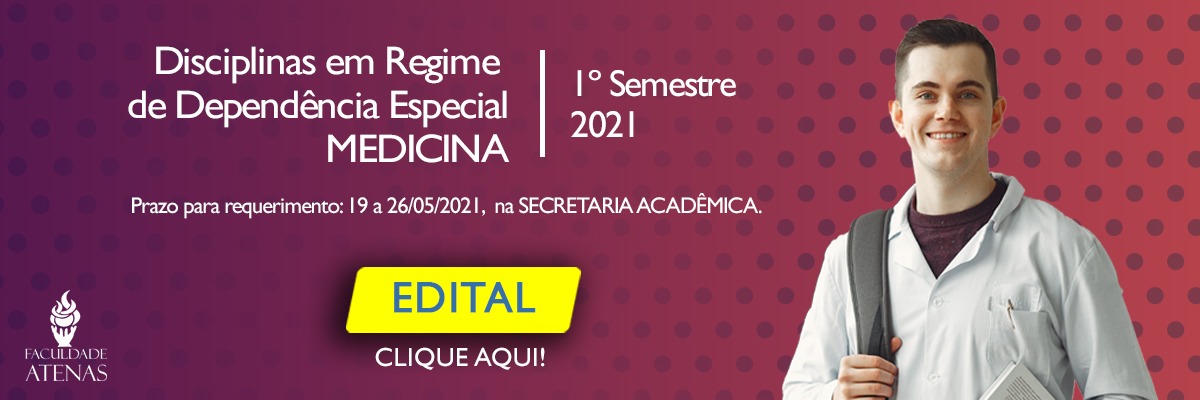 Disciplinas em Regime
de Dependência Especial
MEDICINA
1º Semestre
2021
Prazo para requerimento: 19 a 26/05/2021, na SECRETARIA ACADÊMICA.
EDITAL
CLIQUE AQUI!
FACULDADE
ATENAS